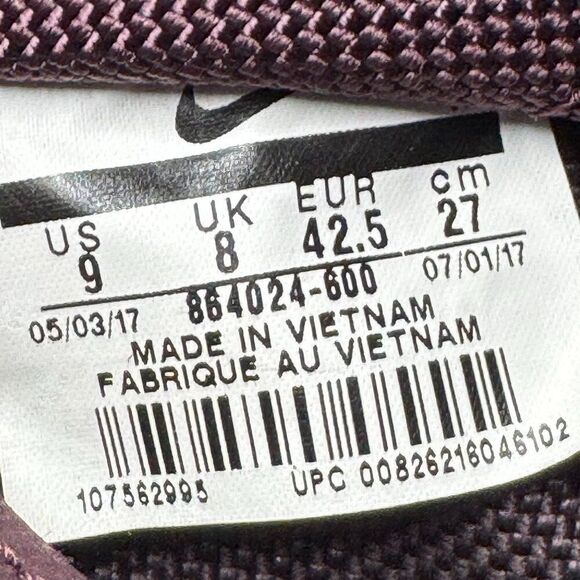 US UK EUR cm
9 8 42.5 27
05/03/17 864024-600 07/01/17
MADE IN VIETNAM
FABRIQUE AU VIETNAM
107562995 UPC 00826216046102